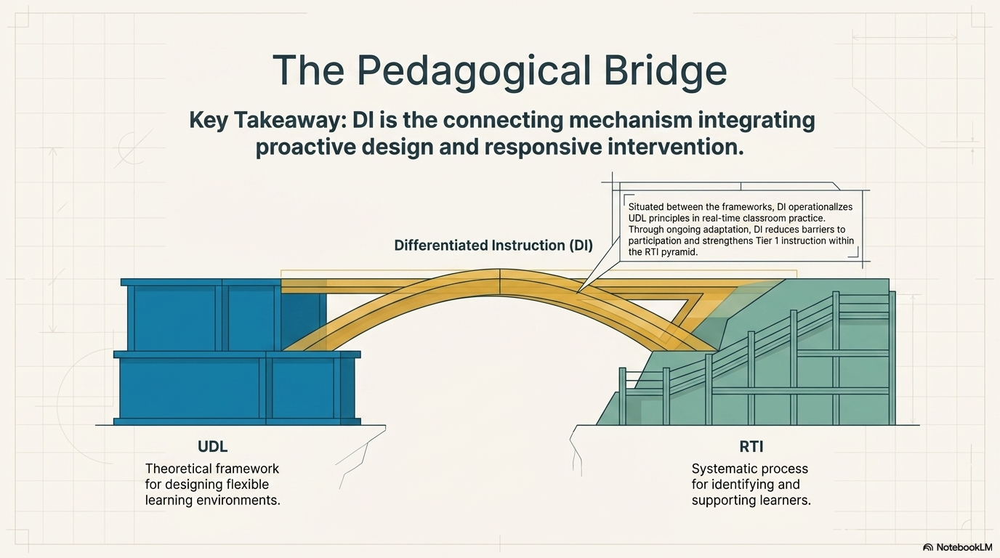 The Pedagogical Bridge
Key Takeaway: DI is the connecting mechanism integrating
proactive design and responsive intervention.
Differentiated Instruction (DI)
Situated between the frameworks, DI operationalIzes
UDL principles in real-time classroom practice.
Through ongoing adaptation, DI reduces barriers to
participation and strengthens Tier 1 instruction within
the RTI pyramid.
UDL
Theoretical framework
for designing flexible
learning environments.
RTI
Systematic process
for identifying and
supporting learners.
NotebookLM